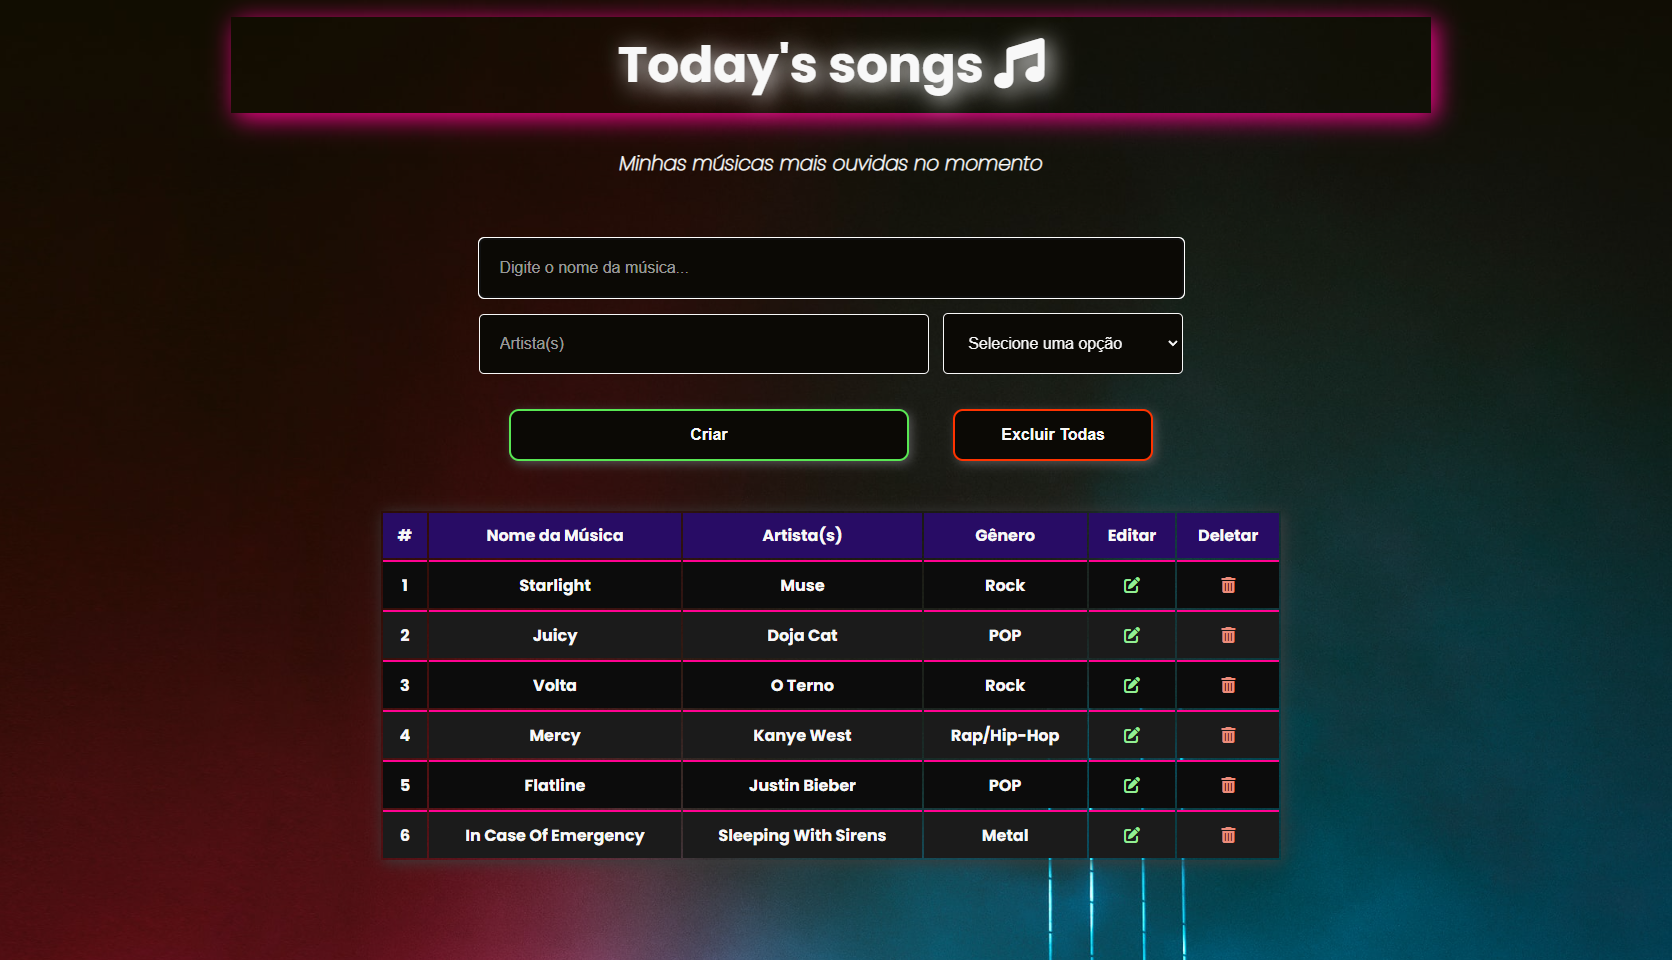 Today's songs
Minhas músicas mais ouvidas no momento
Digite o nome da música...
Artista(s) Selecione uma opção
Criar Excluir Todas
# Nome da Música Artista(s) Gênero Editar Deletar
1 Starlight Muse Rock
2 Juicy Doja Cat POP
3 Volta O Terno Rock
4 Mercy Kanye West Rap/Hip-Hop
5 Flatline Justin Bieber POP
6 In Case Of Emergency Sleeping With Sirens Metal